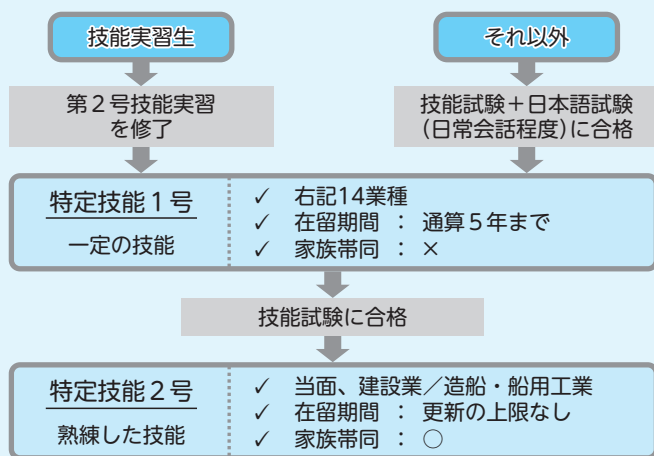 技能実習生
それ以外
第２号技能実習
を修了
技能試験＋日本語試験
（日常会話程度）に合格
特定技能１号
一定の技能
✓ 右記14業種
✓ 在留期間 ： 通算５年まで
✓ 家族帯同 ： ×
技能試験に合格
特定技能２号
熟練した技能
✓ 当面、建設業／造船・舶用工業
✓ 在留期間 ： 更新の上限なし
✓ 家族帯同 ： ○